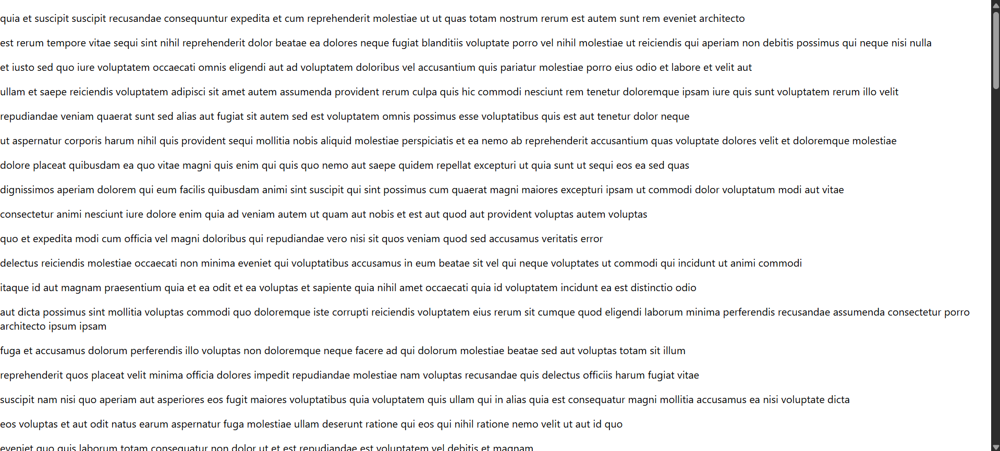 quia et suscipit suscipit recusandae consequuntur expedita et cum reprehenderit molestiae ut ut quas totam nostrum rerum est autem sunt rem eveniet architecto
est rerum tempore vitae sequi sint nihil reprehenderit dolor beatae ea dolores neque fugiat blanditiis voluptate porro vel nihil molestiae ut reiciendis qui aperiam non debitis possimus qui neque nisi nulla
et iusto sed quo iure voluptatem occaecati omnis eligendi aut ad voluptatem doloribus vel accusantium quis pariatur molestiae porro eius odio et labore et velit aut
ullam et saepe reiciendis voluptatem adipisci sit amet autem assumenda provident rerum culpa quis hic commodi nesciunt rem tenetur doloremque ipsam iure quis sunt voluptatem rerum illo velit
repudiandae veniam quaerat sunt sed alias aut fugiat sit autem sed est voluptatem omnis possimus esse voluptatibus quis est aut tenetur dolor neque
ut aspernatur corporis harum nihil quis provident sequi mollitia nobis aliquid molestiae perspiciatis et ea nemo ab reprehenderit accusantium quas voluptate dolores velit et doloremque molestiae
dolore placeat quibusdam ea quo vitae magni quis enim qui quis quo nemo aut saepe quidem repellat excepturi ut quia sunt ut sequi eos ea sed quas
dignissimos aperiam dolorem qui eum facilis quibusdam animi sint suscipit qui sint possimus cum quaerat magni maiores excepturi ipsam ut commodi dolor voluptatum modi aut vitae
consectetur animi nesciunt iure dolore enim quia ad veniam autem ut quam aut nobis et est aut quod aut provident voluptas autem voluptas
quo et expedita modi cum officia vel magni doloribus qui repudiandae vero nisi sit quos veniam quod sed accusamus veritatis error
delectus reiciendis molestiae occaecati non minima eveniet qui voluptatibus accusamus in eum beatae sit vel qui neque voluptates ut commodi qui incidunt ut animi commodi
itaque id aut magnam praesentium quia et ea odit et ea voluptas et sapiente quia nihil amet occaecati quia id voluptatem incidunt ea est distinctio odio
aut dicta possimus sint mollitia voluptas commodi quo doloremque iste corrupti reiciendis voluptatem eius rerum sit cumque quod eligendi laborum minima perferendis recusandae assumenda consectetur porro
architecto ipsum ipsam
fuga et accusamus dolorum perferendis illo voluptas non doloremque neque facere ad qui dolorum molestiae beatae sed aut voluptas totam sit illum
reprehenderit quos placeat velit minima officia dolores impedit repudiandae molestiae nam voluptas recusandae quis delectus officiis harum fugiat vitae
suscipit nam nisi quo aperiam aut asperiores eos fugit maiores voluptatibus quia voluptatem quis ullam qui in alias quia est consequatur magni mollitia accusamus ea nisi voluptate dicta
eos voluptas et aut odit natus earum aspernatur fuga molestiae ullam deserunt ratione qui eos qui nihil ratione nemo velit ut aut id quo
eveniet quo quis laborum totam consequatur non dolor ut et est repudiandae est voluptatem vel debitis et magnam